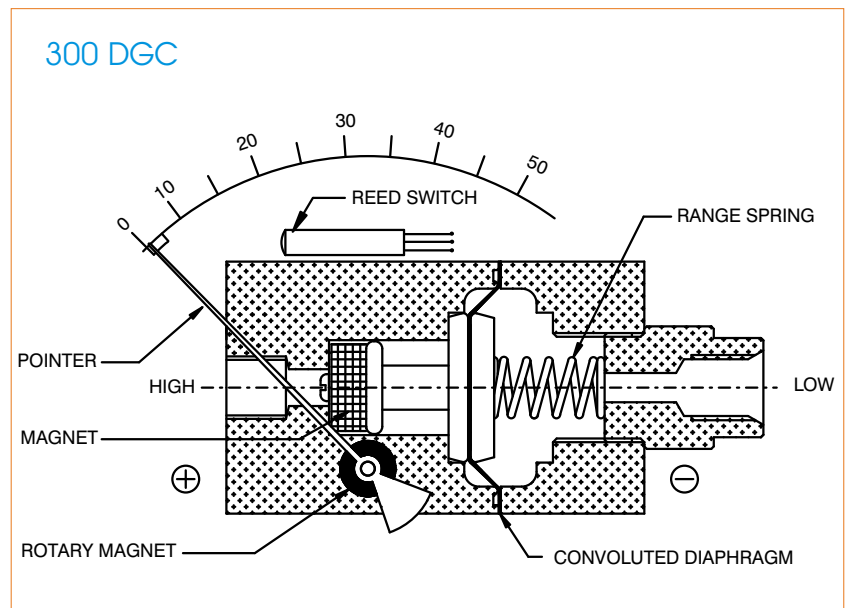 300 DGC
0
10
20
30
40
50
REED SWITCH
RANGE SPRING
POINTER
HIGH
LOW
MAGNET
+
−
ROTARY MAGNET
CONVOLUTED DIAPHRAGM